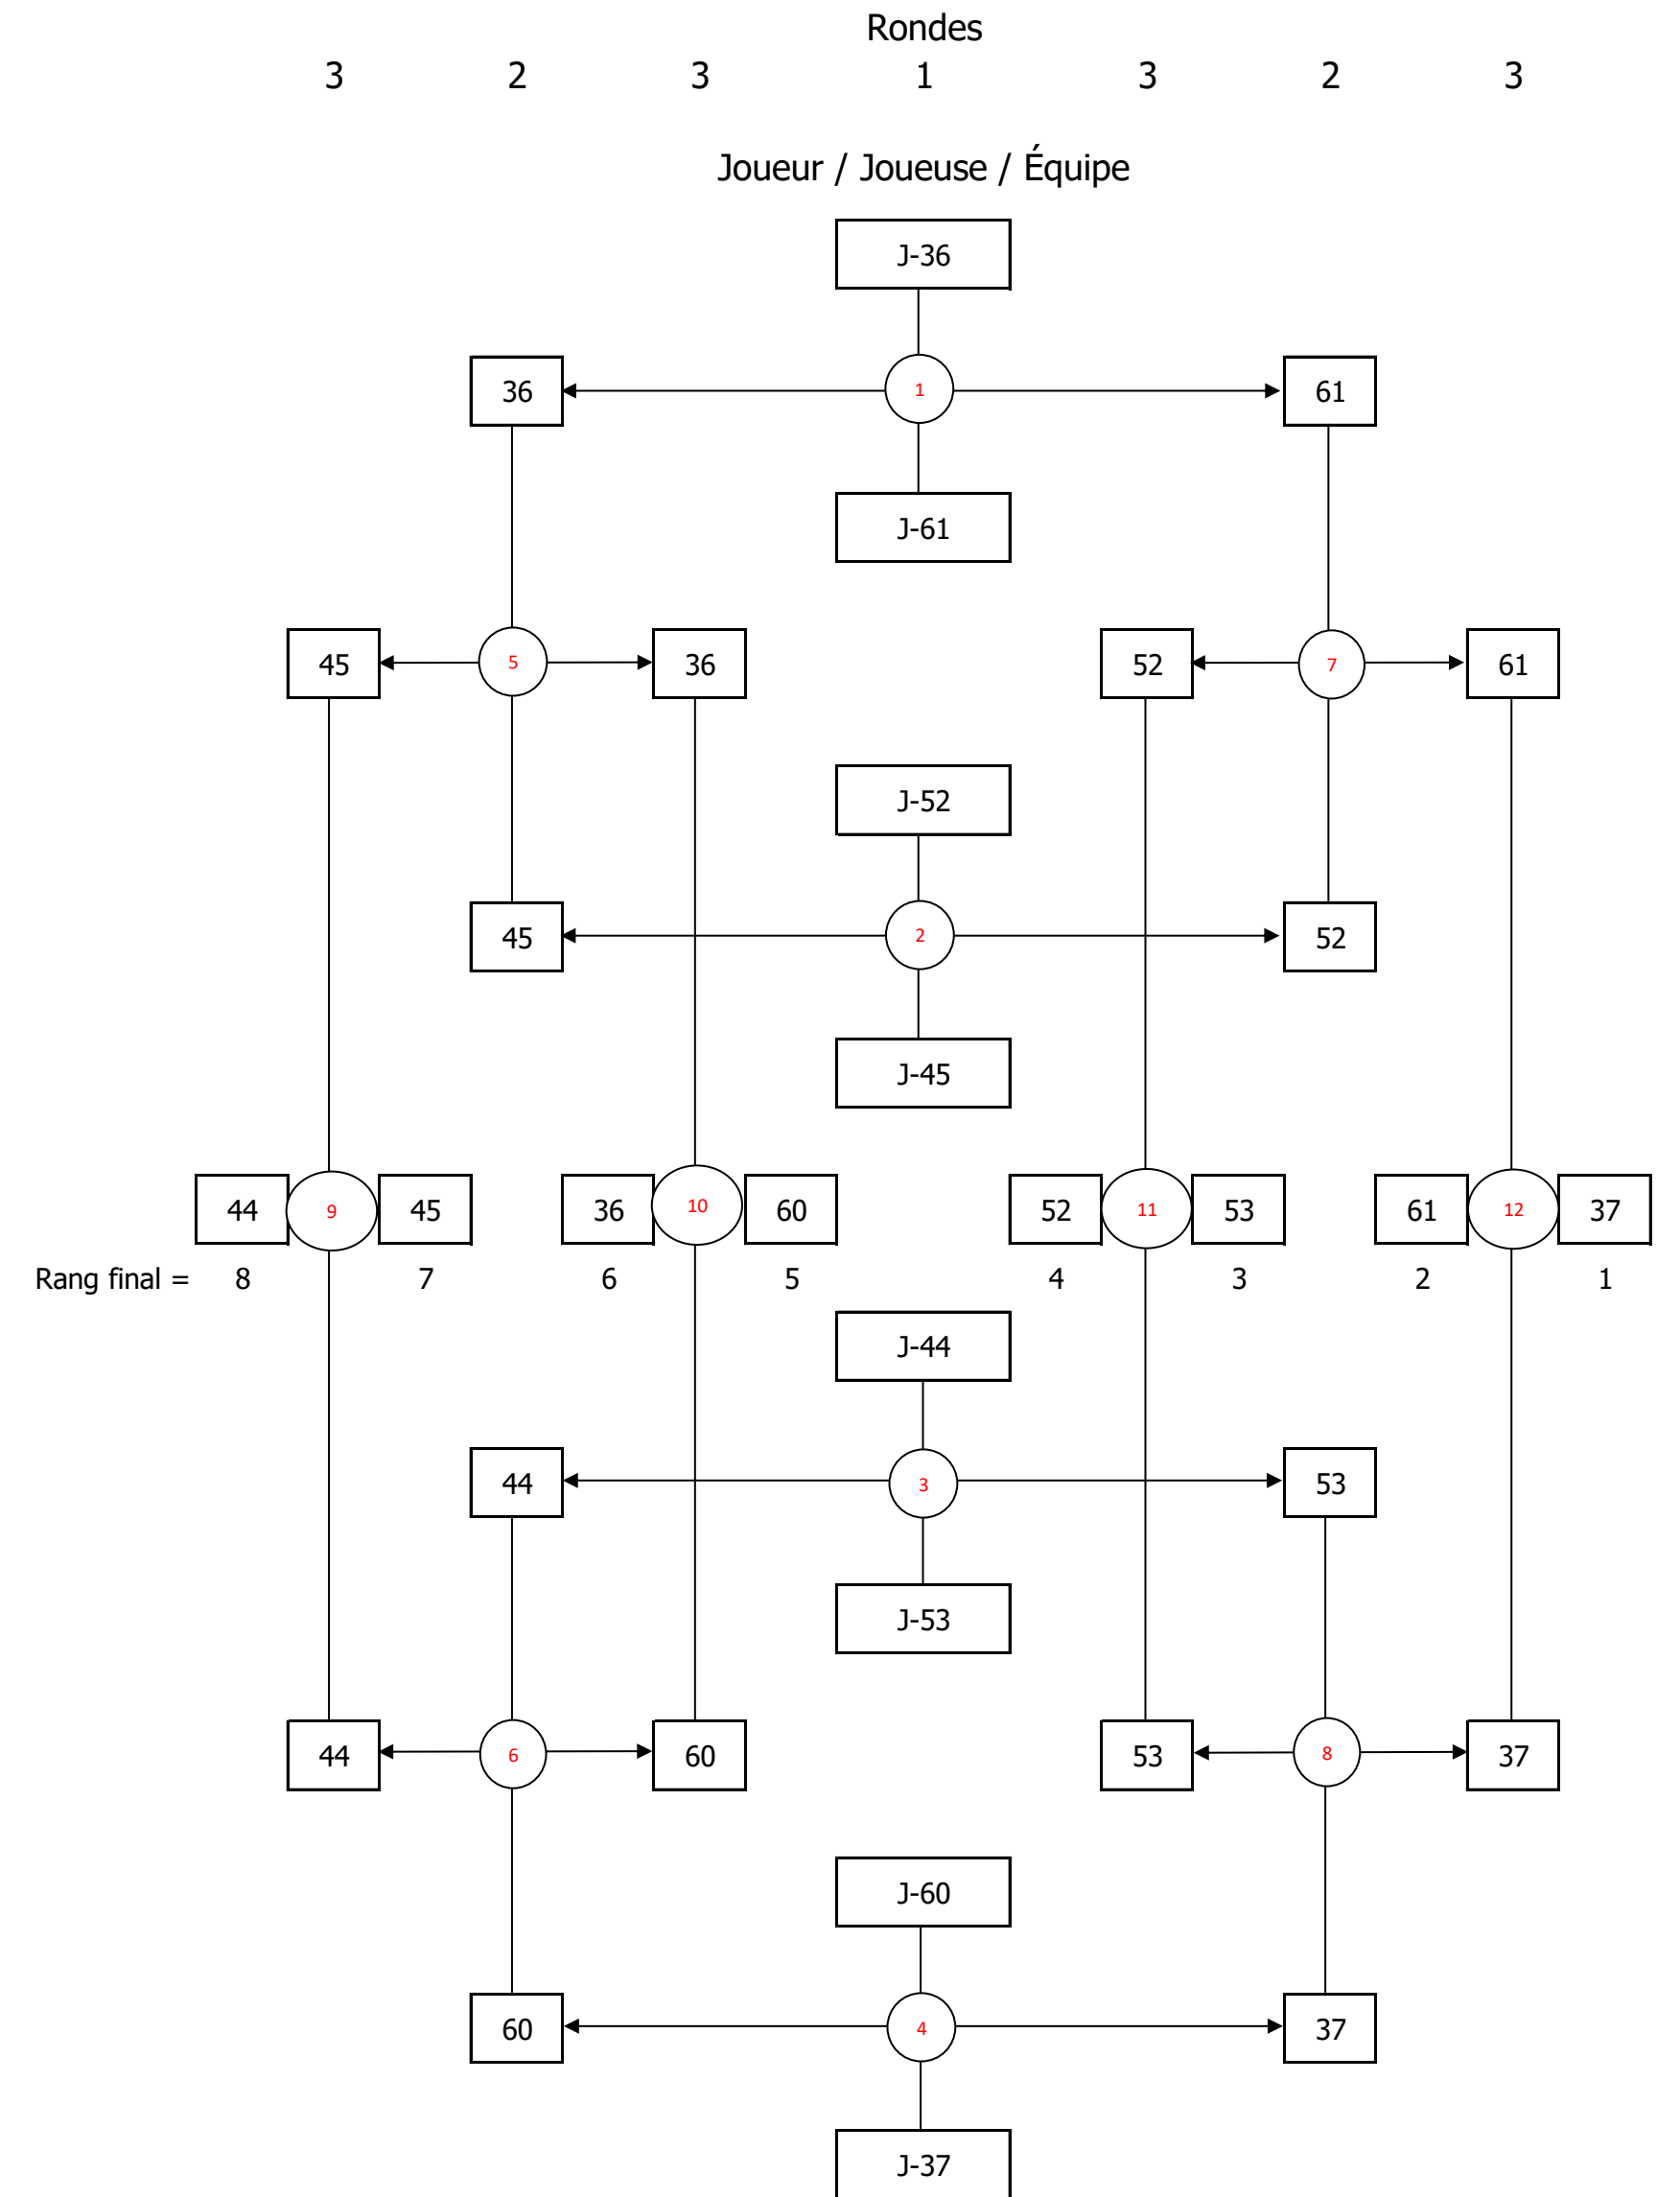 Rondes
3 2 3 1 3 2 3
Joueur / Joueuse / Équipe
J-36
36 1 61
J-61
45 5 36 52 7 61
J-52
45 2 52
J-45
44 9 45 36 10 60 52 11 53 61 12 37
Rang final = 8 7 6 5 4 3 2 1
J-44
44 3 53
J-53
44 6 60 53 8 37
J-60
60 4 37
J-37